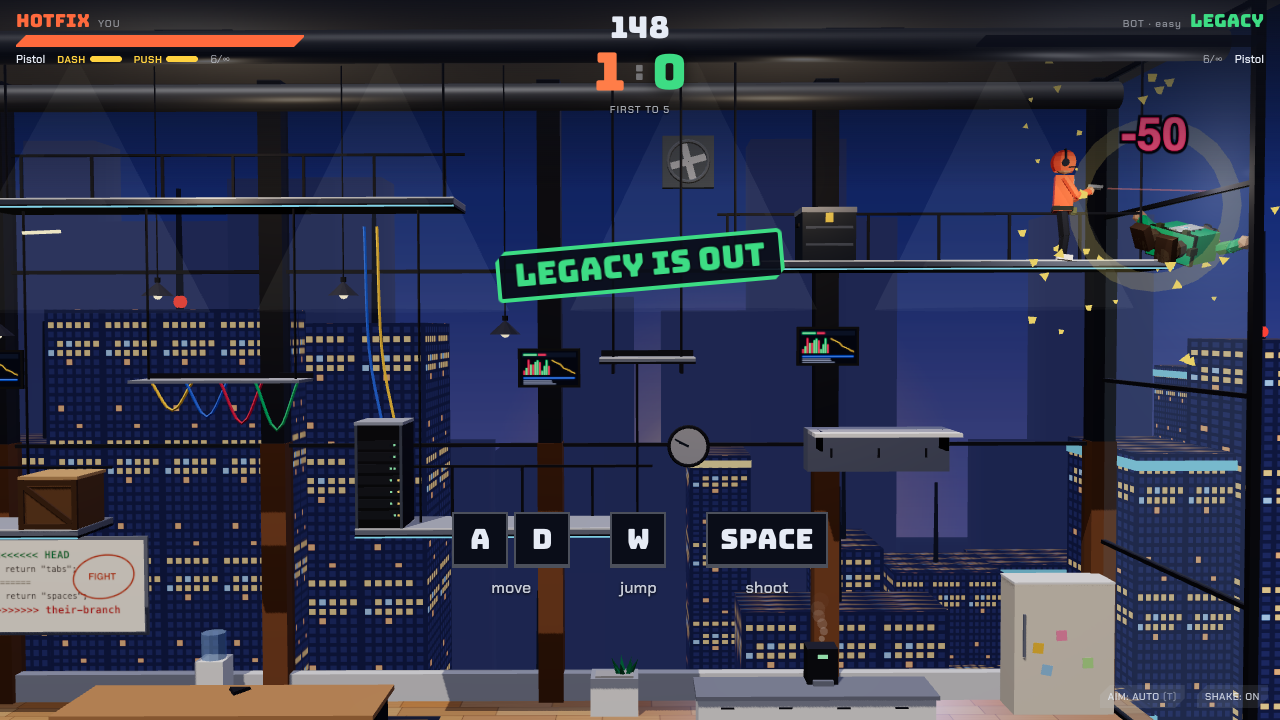 HOTFIX YOU
148
BOT · easy LEGACY
Pistol DASH PUSH 6/∞
1 : 0
6/∞ Pistol
FIRST TO 5
-50
LEGACY IS OUT
A D W SPACE
move jump shoot
<<<<<<< HEAD
return "tabs";
=======
return "spaces";
>>>>>>> their-branch
FIGHT
AIM: AUTO (T) SHAKE: ON